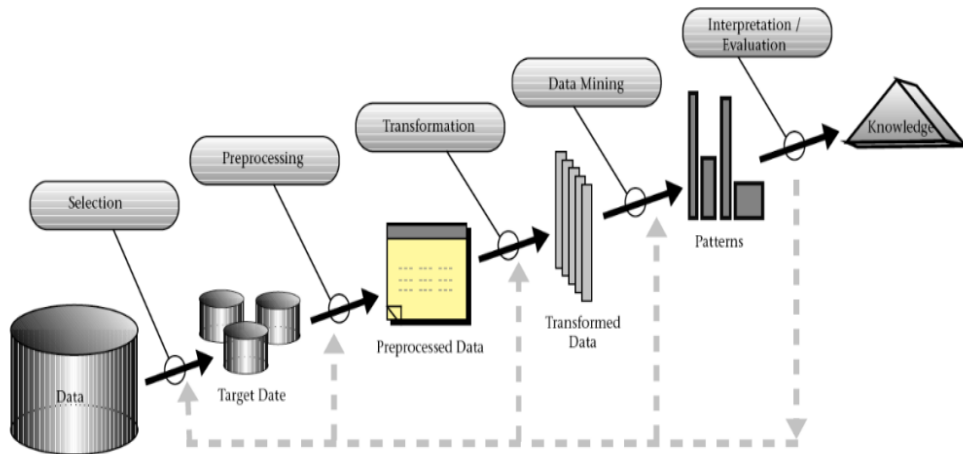 Interpretation /
Evaluation
Data Mining
Transformation
Preprocessing
Selection
Knowledge
Patterns
Transformed
Data
Preprocessed Data
Target Date
Data